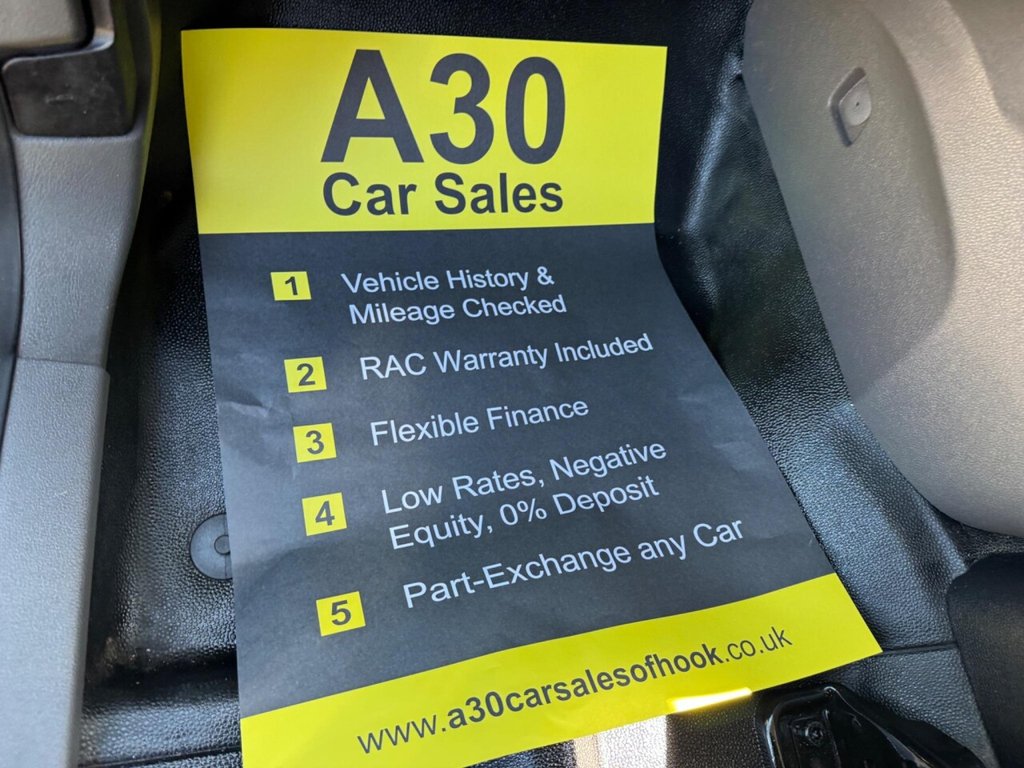 A30
Car Sales
1 Vehicle History &
Mileage Checked
2 RAC Warranty Included
3 Flexible Finance
4 Low Rates, Negative
Equity, 0% Deposit
5 Part-Exchange any Car
www.a30carsalesofhook.co.uk